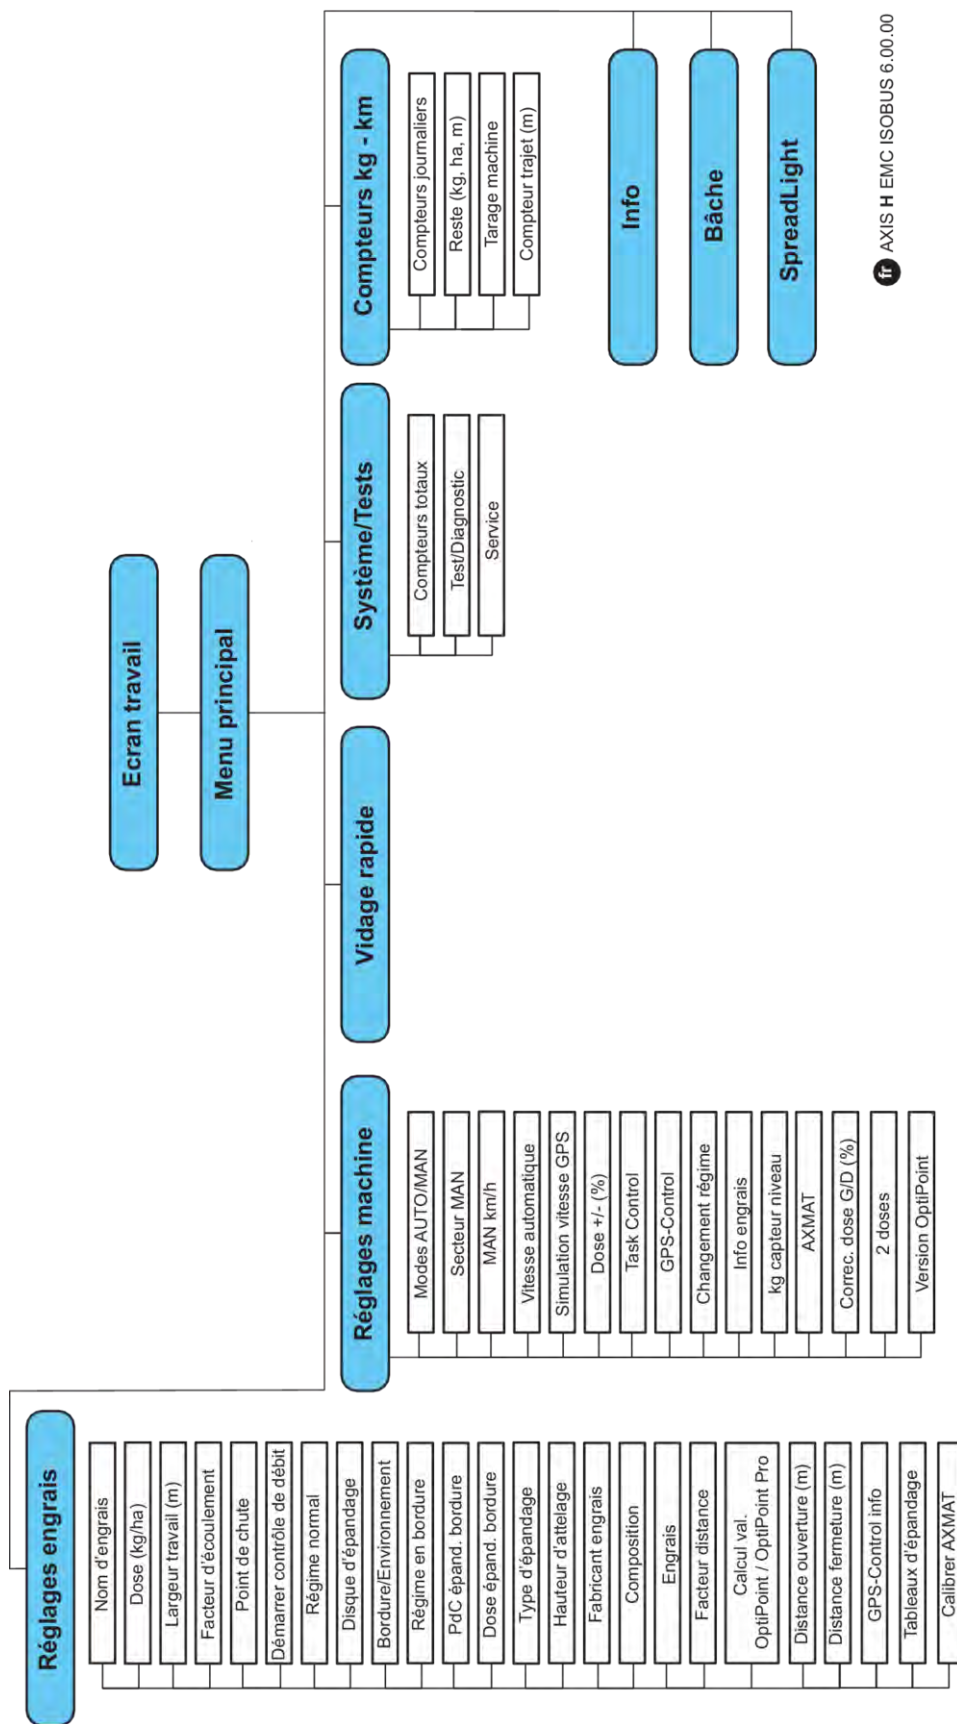 Ecran travail
Menu principal
Réglages engrais
Nom d'engrais
Dose (kg/ha)
Largeur travail (m)
Facteur d'écoulement
Point de chute
Démarrer contrôle de débit
Régime normal
Disque d'épandage
Bordure/Environnement
Régime en bordure
PdC épand. bordure
Dose épand. bordure
Type d'épandage
Hauteur d'attelage
Fabricant engrais
Composition
Engrais
Facteur distance
Calcul val.
OptiPoint / OptiPoint Pro
Distance ouverture (m)
Distance fermeture (m)
GPS-Control info
Tableaux d'épandage
Calibrer AXMAT
Réglages machine
Modes AUTO/MAN
Secteur MAN
MAN km/h
Vitesse automatique
Simulation vitesse GPS
Dose +/- (%)
Task Control
GPS-Control
Changement régime
Info engrais
kg capteur niveau
AXMAT
Correc. dose G/D (%)
2 doses
Version OptiPoint
Vidage rapide
Système/Tests
Compteurs totaux
Test/Diagnostic
Service
Compteurs kg - km
Compteurs journaliers
Reste (kg, ha, m)
Tarage machine
Compteur trajet (m)
Info
Bâche
SpreadLight
fr AXIS H EMC ISOBUS 6.00.00